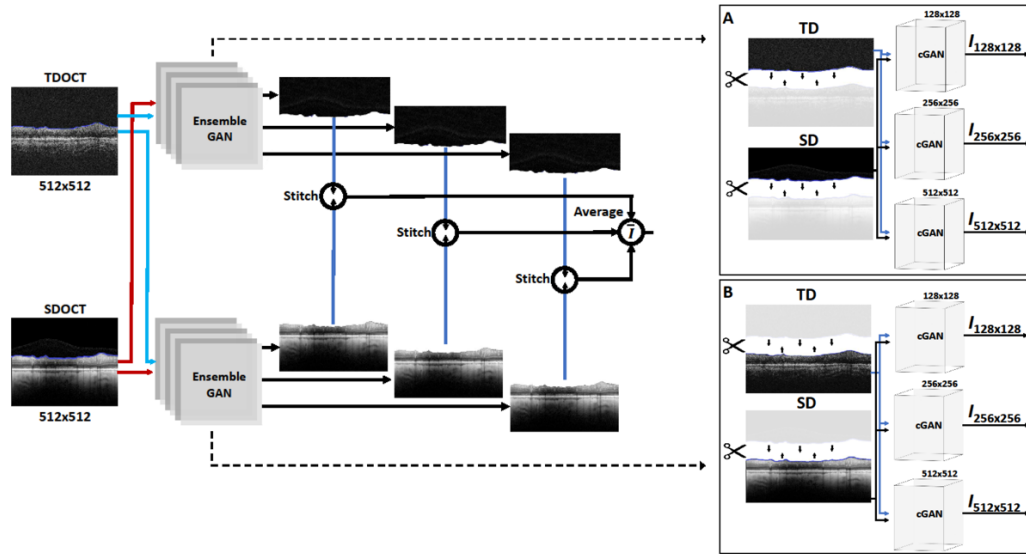 TDOCT
512x512
Ensemble
GAN
Stitch
Stitch
Stitch
Average
Ī
SDOCT
512x512
Ensemble
GAN
A
TD
SD
128x128
cGAN
I128x128
256x256
cGAN
I256x256
512x512
cGAN
I512x512
B
TD
SD
128x128
cGAN
I128x128
256x256
cGAN
I256x256
512x512
cGAN
I512x512